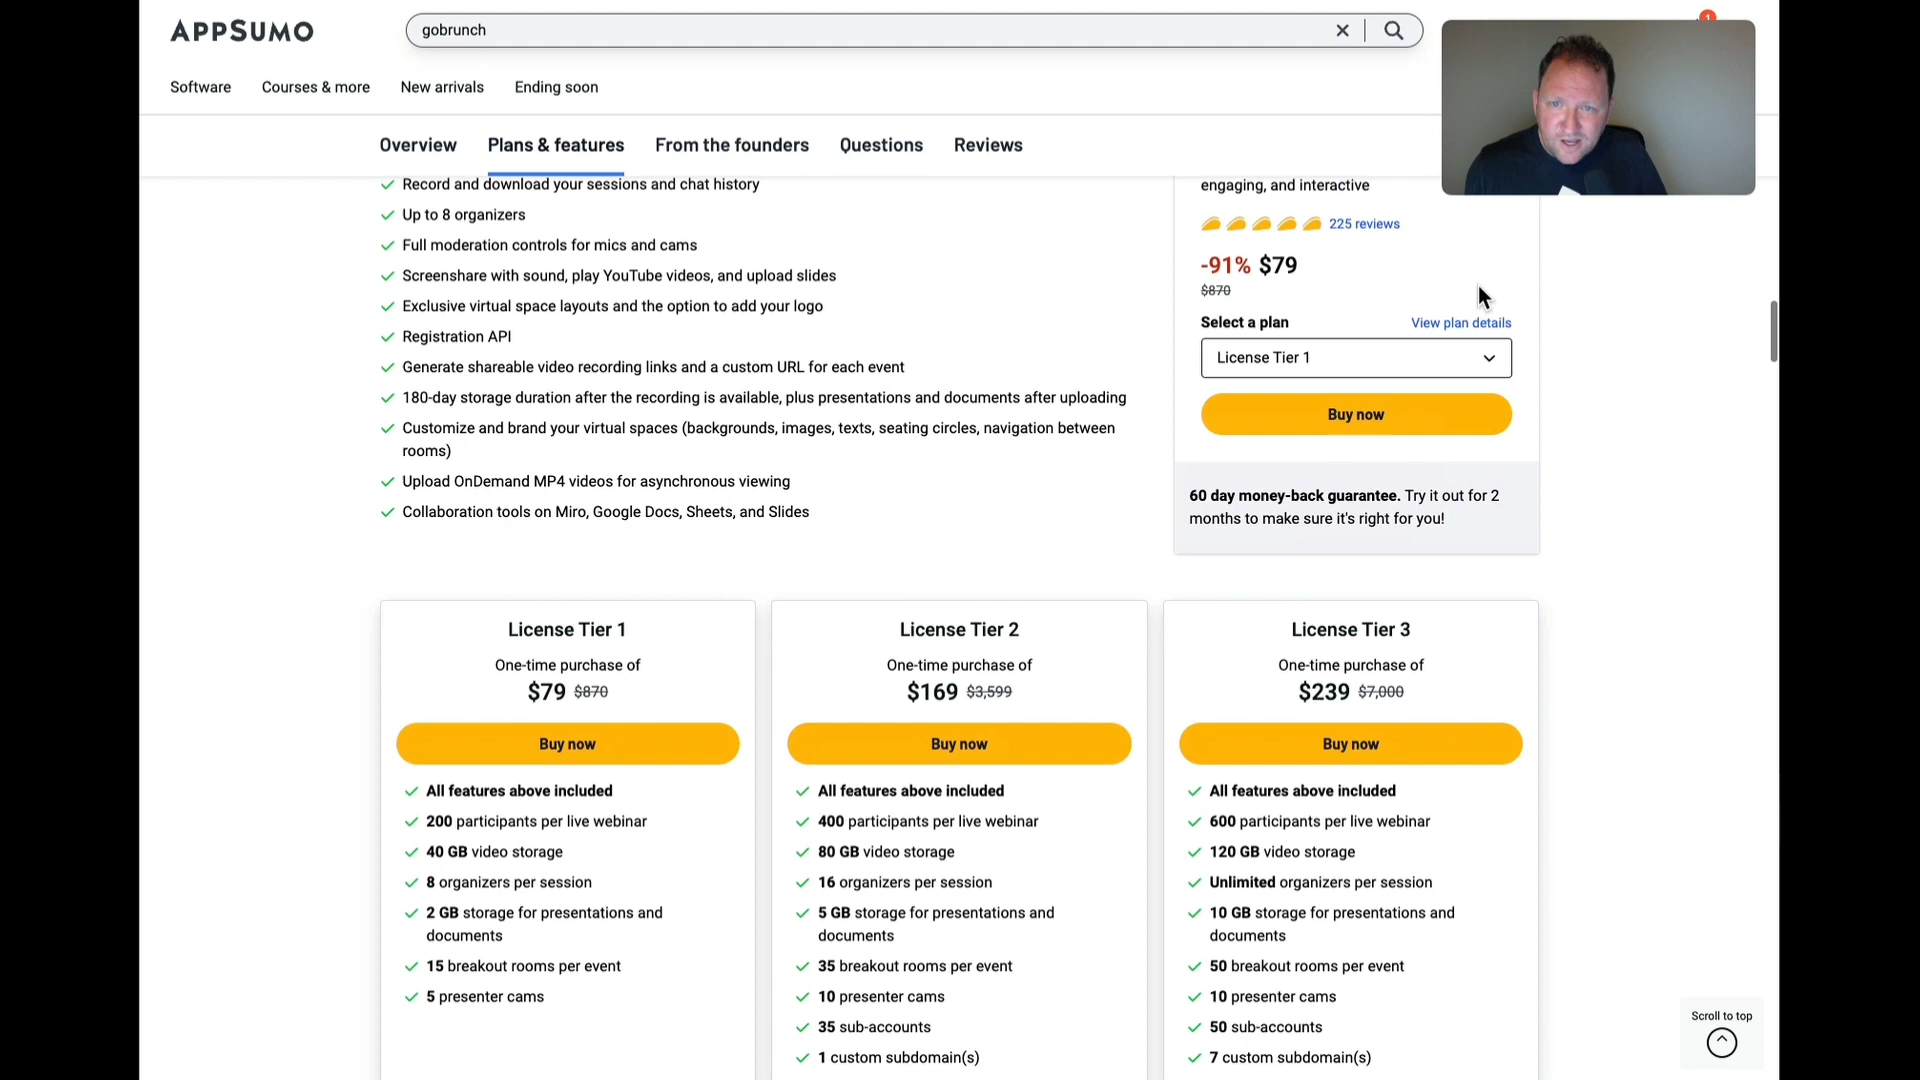 APPSUMO
gobrunch
1
Software
Courses & more
New arrivals
Ending soon
Overview
Plans & features
From the founders
Questions
Reviews
Record and download your sessions and chat history
Up to 8 organizers
Full moderation controls for mics and cams
Screenshare with sound, play YouTube videos, and upload slides
Exclusive virtual space layouts and the option to add your logo
Registration API
Generate shareable video recording links and a custom URL for each event
180-day storage duration after the recording is available, plus presentations and documents after uploading
Customize and brand your virtual spaces (backgrounds, images, texts, seating circles, navigation between
rooms)
Upload OnDemand MP4 videos for asynchronous viewing
Collaboration tools on Miro, Google Docs, Sheets, and Slides
engaging, and interactive
225 reviews
-91% $79
$870
Select a plan
View plan details
License Tier 1
Buy now
60 day money-back guarantee. Try it out for 2
months to make sure it's right for you!
License Tier 1
One-time purchase of
$79 $870
Buy now
All features above included
200 participants per live webinar
40 GB video storage
8 organizers per session
2 GB storage for presentations and
documents
15 breakout rooms per event
5 presenter cams
License Tier 2
One-time purchase of
$169 $3,599
Buy now
All features above included
400 participants per live webinar
80 GB video storage
16 organizers per session
5 GB storage for presentations and
documents
35 breakout rooms per event
10 presenter cams
35 sub-accounts
1 custom subdomain(s)
License Tier 3
One-time purchase of
$239 $7,000
Buy now
All features above included
600 participants per live webinar
120 GB video storage
Unlimited organizers per session
10 GB storage for presentations and
documents
50 breakout rooms per event
10 presenter cams
50 sub-accounts
7 custom subdomain(s)
Scroll to top